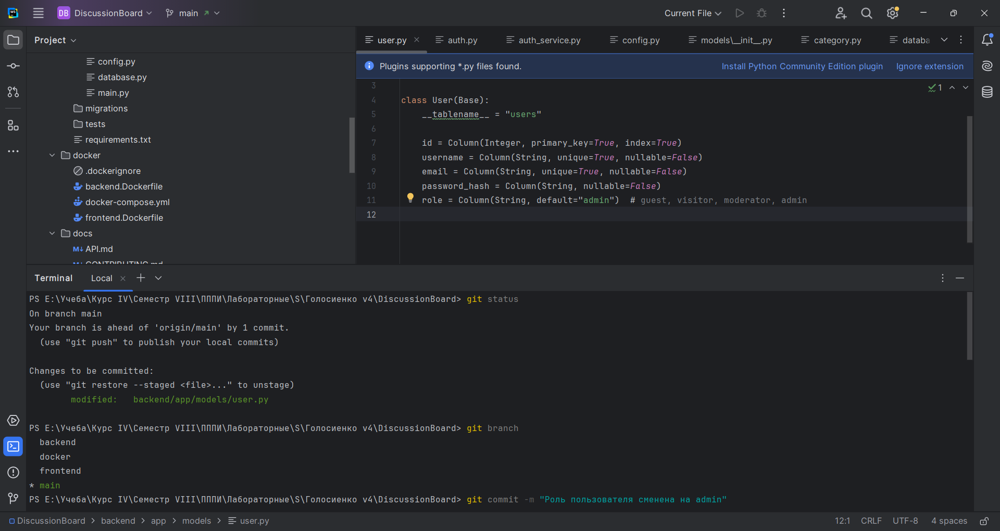 WS
DB DiscussionBoard main
Current File
Project
config.py
database.py
main.py
migrations
tests
requirements.txt
docker
.dockerignore
backend.Dockerfile
docker-compose.yml
frontend.Dockerfile
docs
M↓ API.md
M↓ CONTRIBUTING.md
user.py auth.py auth_service.py config.py models\__init__.py category.py databa
Plugins supporting *.py files found. Install Python Community Edition plugin Ignore extension
1
3
4 class User(Base):
5 __tablename__ = "users"
6
7 id = Column(Integer, primary_key=True, index=True)
8 username = Column(String, unique=True, nullable=False)
9 email = Column(String, unique=True, nullable=False)
10 password_hash = Column(String, nullable=False)
11 role = Column(String, default="admin") # guest, visitor, moderator, admin
12
Terminal Local
PS E:\Учеба\Курс IV\Семестр VIII\ПППИ\Лабораторные\S\Голосиенко v4\DiscussionBoard> git status
On branch main
Your branch is ahead of 'origin/main' by 1 commit.
(use "git push" to publish your local commits)
Changes to be committed:
(use "git restore --staged <file>..." to unstage)
modified: backend/app/models/user.py
PS E:\Учеба\Курс IV\Семестр VIII\ПППИ\Лабораторные\S\Голосиенко v4\DiscussionBoard> git branch
backend
docker
frontend
* main
PS E:\Учеба\Курс IV\Семестр VIII\ПППИ\Лабораторные\S\Голосиенко v4\DiscussionBoard> git commit -m "Роль пользователя сменена на admin"
DiscussionBoard > backend > app > models > user.py
12:1 CRLF UTF-8 4 spaces